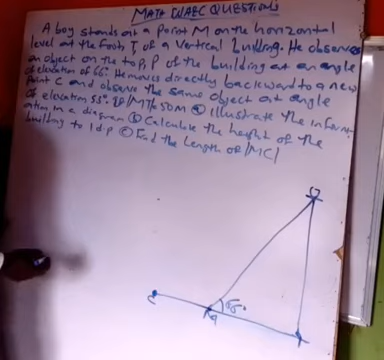 MATH WAEC QUESTIONS
A boy stands at a Point M on the horizontal
level at the foot, T, of a Vertical building. He observes
an object on the top, P of the building at an angle
of elevation of 66°. He moves directly backward to a new
Point C and observe the same object at angle
of elevation 53°. If /MT/= 50m (a) Illustrate the inform-
ation in a diagram (b) Calculate the height of the
building to 1 d.p (c) Find the Length of /MC/
P
C
M
66°
T